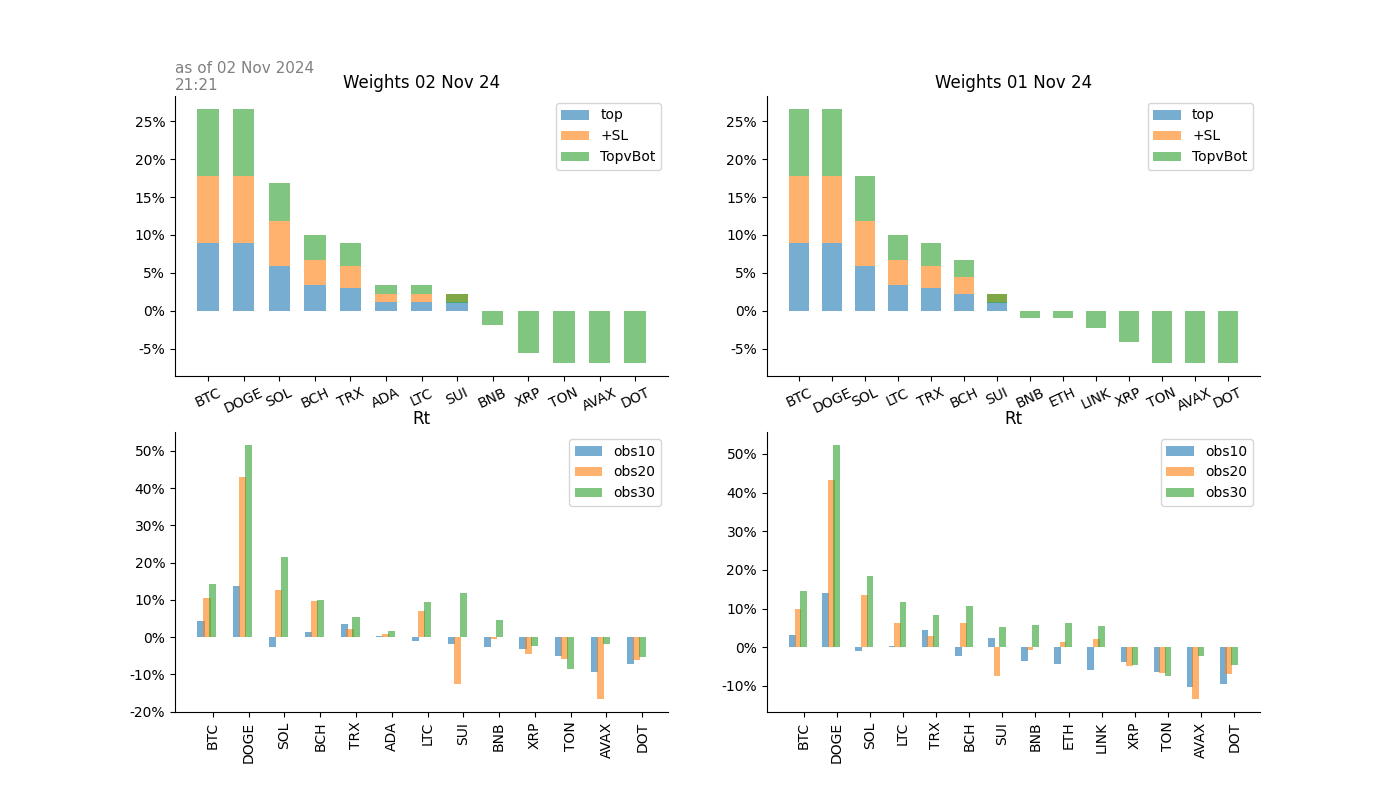 as of 02 Nov 2024
21:21
Weights 02 Nov 24
25%
20%
15%
10%
5%
0%
-5%
top
+SL
TopvBot
BTC DOGE SOL BCH TRX ADA LTC SUI BNB XRP TON AVAX DOT
Weights 01 Nov 24
25%
20%
15%
10%
5%
0%
-5%
top
+SL
TopvBot
BTC DOGE SOL LTC TRX BCH SUI BNB ETH LINK XRP TON AVAX DOT
Rt
50%
40%
30%
20%
10%
0%
-10%
-20%
obs10
obs20
obs30
BTC DOGE SOL BCH TRX ADA LTC SUI BNB XRP TON AVAX DOT
Rt
50%
40%
30%
20%
10%
0%
-10%
obs10
obs20
obs30
BTC DOGE SOL LTC TRX BCH SUI BNB ETH LINK XRP TON AVAX DOT